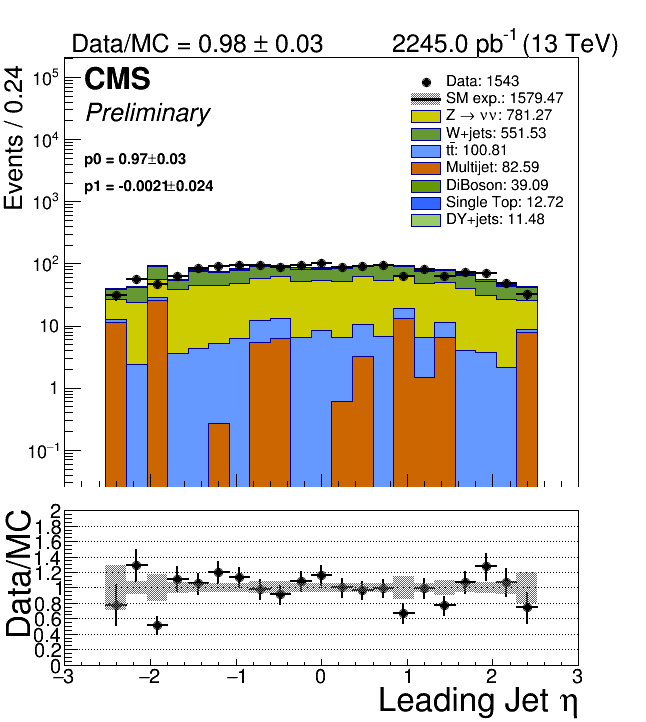 Data/MC = 0.98 ± 0.03 2245.0 pb⁻¹ (13 TeV)
CMS
Preliminary
p0 = 0.97±0.03
p1 = -0.0021±0.024
Data: 1543
SM exp.: 1579.47
Z → νν: 781.27
W+jets: 551.53
tt̄: 100.81
Multijet: 82.59
DiBoson: 39.09
Single Top: 12.72
DY+jets: 11.48
Events / 0.24
10⁵
10⁴
10³
10²
10
1
10⁻¹
Data/MC
2
1.8
1.6
1.4
1.2
1
0.8
0.6
0.4
0.2
0
−3 −2 −1 0 1 2 3
Leading Jet η